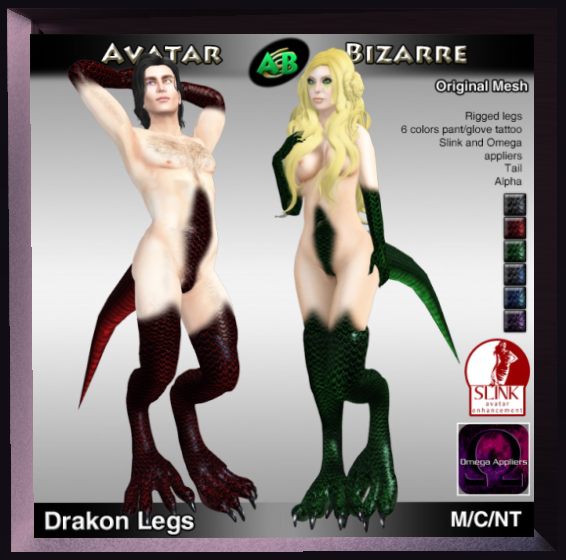 Avatar Bizarre
AB
Original Mesh
Rigged legs
6 colors pant/glove tattoo
Slink and Omega
appliers
Tail
Alpha
SLINK
avatar
enhancement
Ω
Omega Appliers
Drakon Legs
M/C/NT